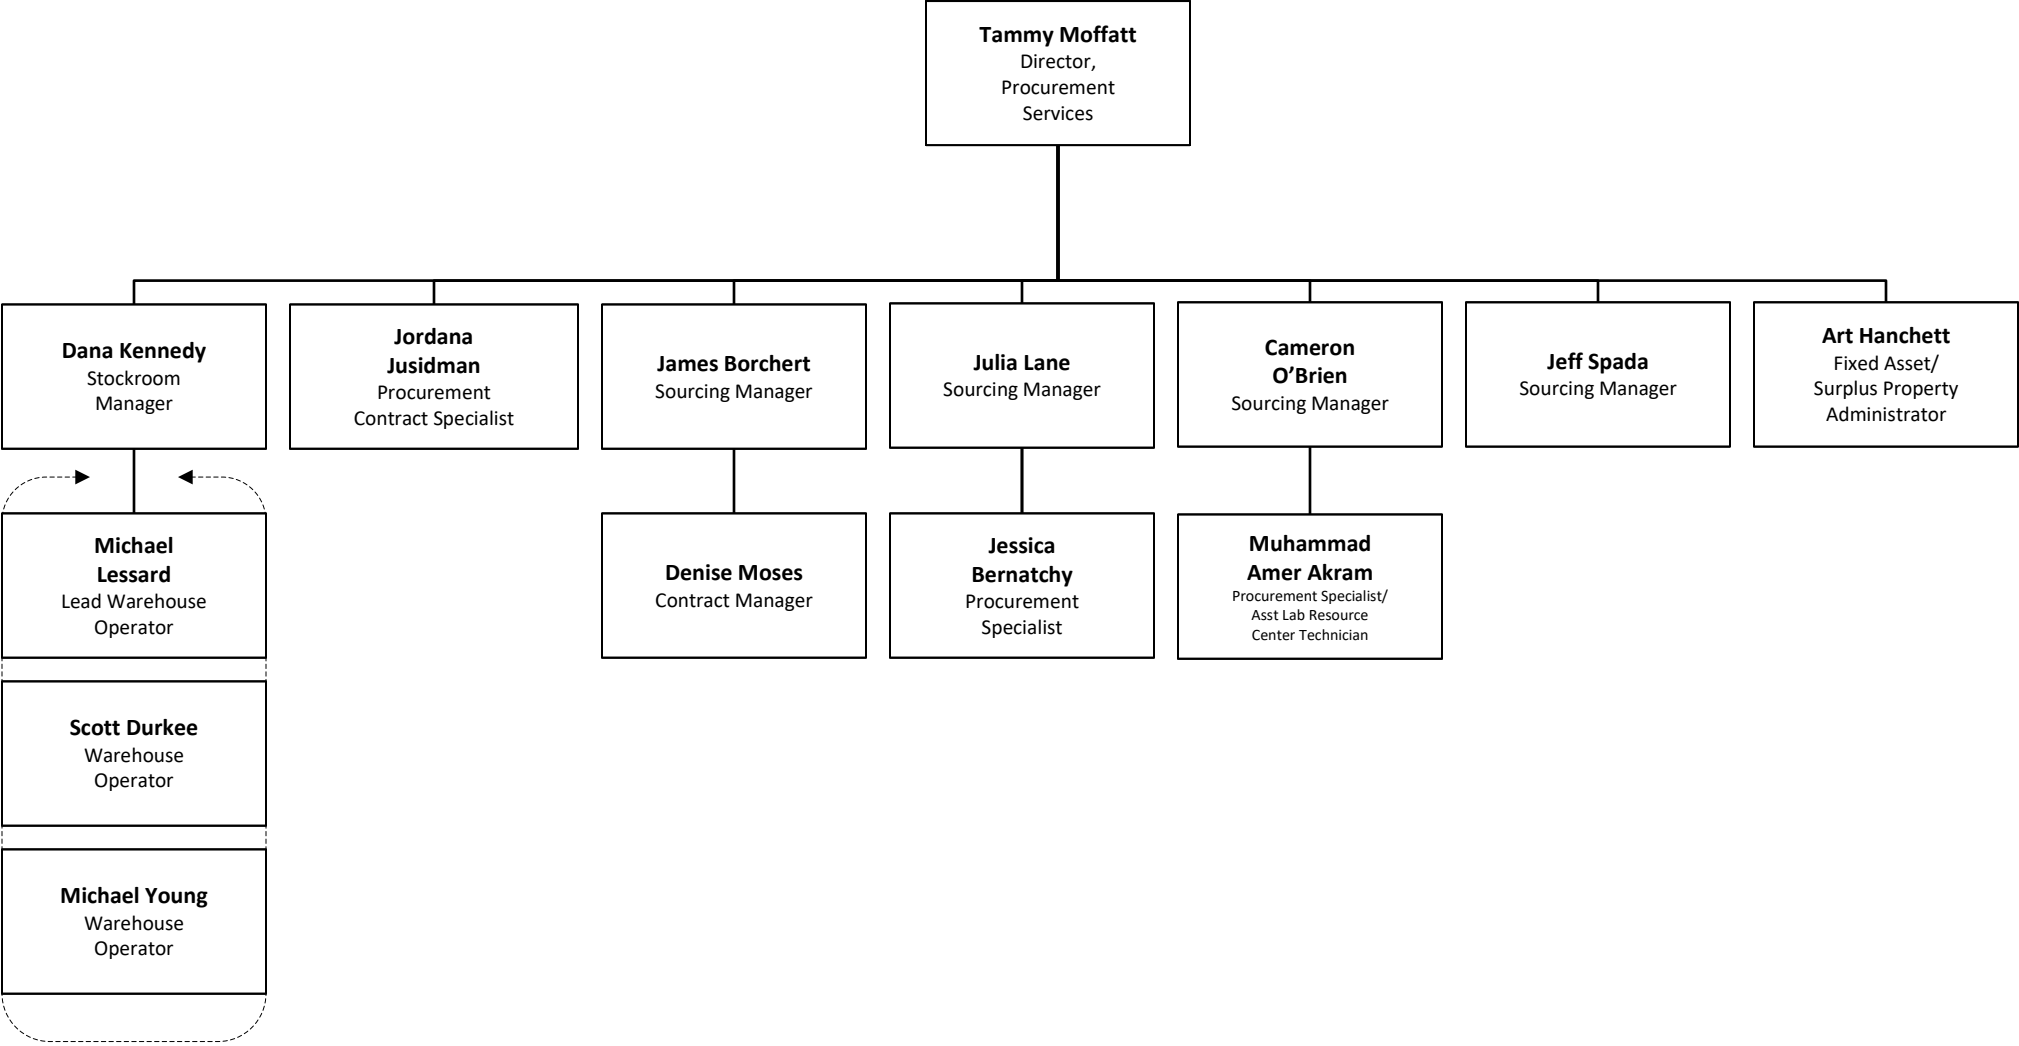 Tammy Moffatt
Director,
Procurement
Services
Dana Kennedy
Stockroom
Manager
Jordana
Jusidman
Procurement
Contract Specialist
James Borchert
Sourcing Manager
Julia Lane
Sourcing Manager
Cameron
O’Brien
Sourcing Manager
Jeff Spada
Sourcing Manager
Art Hanchett
Fixed Asset/
Surplus Property
Administrator
Michael
Lessard
Lead Warehouse
Operator
Denise Moses
Contract Manager
Jessica
Bernatchy
Procurement
Specialist
Muhammad
Amer Akram
Procurement Specialist/
Asst Lab Resource
Center Technician
Scott Durkee
Warehouse
Operator
Michael Young
Warehouse
Operator